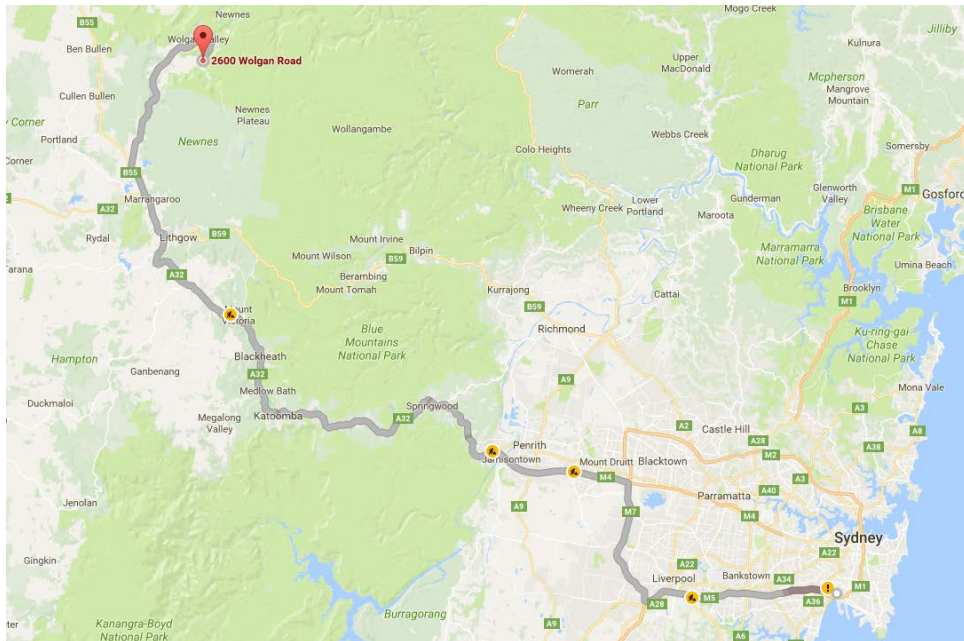 Newnes
Mogo Creek
B55
Jilliby
Ben Bullen
Kulnura
2600 Wolgan Road
Upper
MacDonald
Womerah
McPherson
Cullen Bullen
Mangrove
Mountain
Parr
Newnes
Plateau
Wollangambe
Corner
Webbs Creek
Portland
Newnes
Somersby
Colo Heights
Corner
Dharug
National Park
B55
M1
Glenworth
Valley
Gosford
Marrangaroo
Gunderman
Lower
Portland
Wheeny Creek
Maroota
Brisbane
Water
National Park
A32
Rydal
Lithgow
B59
Mount Irvine
Bilpin
Marramarra
National Park
Mount Wilson
B59
Umina Beach
A32
Berambing
Mount Tomah
Kurrajong
Cattai
Brooklyn
M1
B59
Mount
Victoria
Richmond
Blue
Mountains
National Park
Ku-ring-gai
Chase
National Park
Hampton
Blackheath
Ganbenang
A32
A9
Mona Vale
Medlow Bath
Duckmaloi
Springwood
A3
Megalong
Valley
Katoomba
A32
A2
Castle Hill
A8
A28
A38
Penrith
Jamisontown
M2
Mount Druitt
Blacktown
M4
A3
A40
Jenolan
Parramatta
A9
M7
M4
Sydney
A22
Gingkin
A22
Liverpool
Bankstown
A34
M1
M5
A28
A36
Burragorang
Kanangra-Boyd
National Park
A9
A6